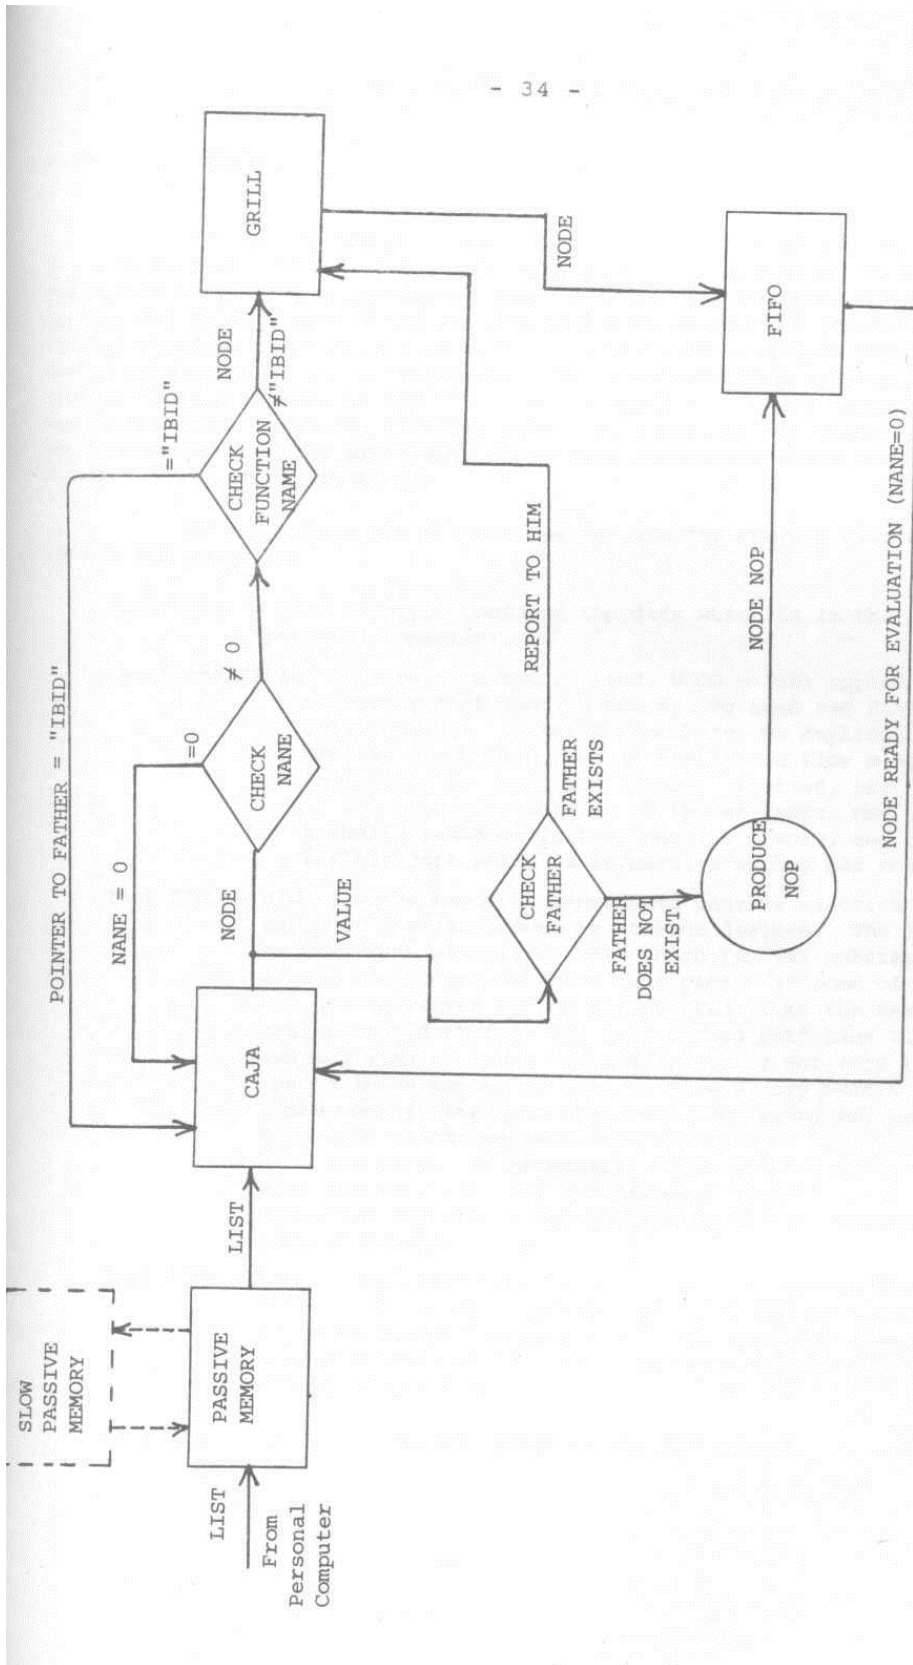 - 34 -
SLOW
PASSIVE
MEMORY
LIST
From
Personal
Computer
PASSIVE
MEMORY
LIST
CAJA
POINTER TO FATHER = "IBID"
NANE = 0
NODE
VALUE
CHECK
NANE
=0
≠ 0
CHECK
FUNCTION
NAME
="IBID"
≠"IBID"
NODE
GRILL
CHECK
FATHER
FATHER
EXISTS
REPORT TO HIM
FATHER
DOES NOT
EXIST
PRODUCE
NOP
NODE NOP
NODE
FIFO
NODE READY FOR EVALUATION (NANE=0)